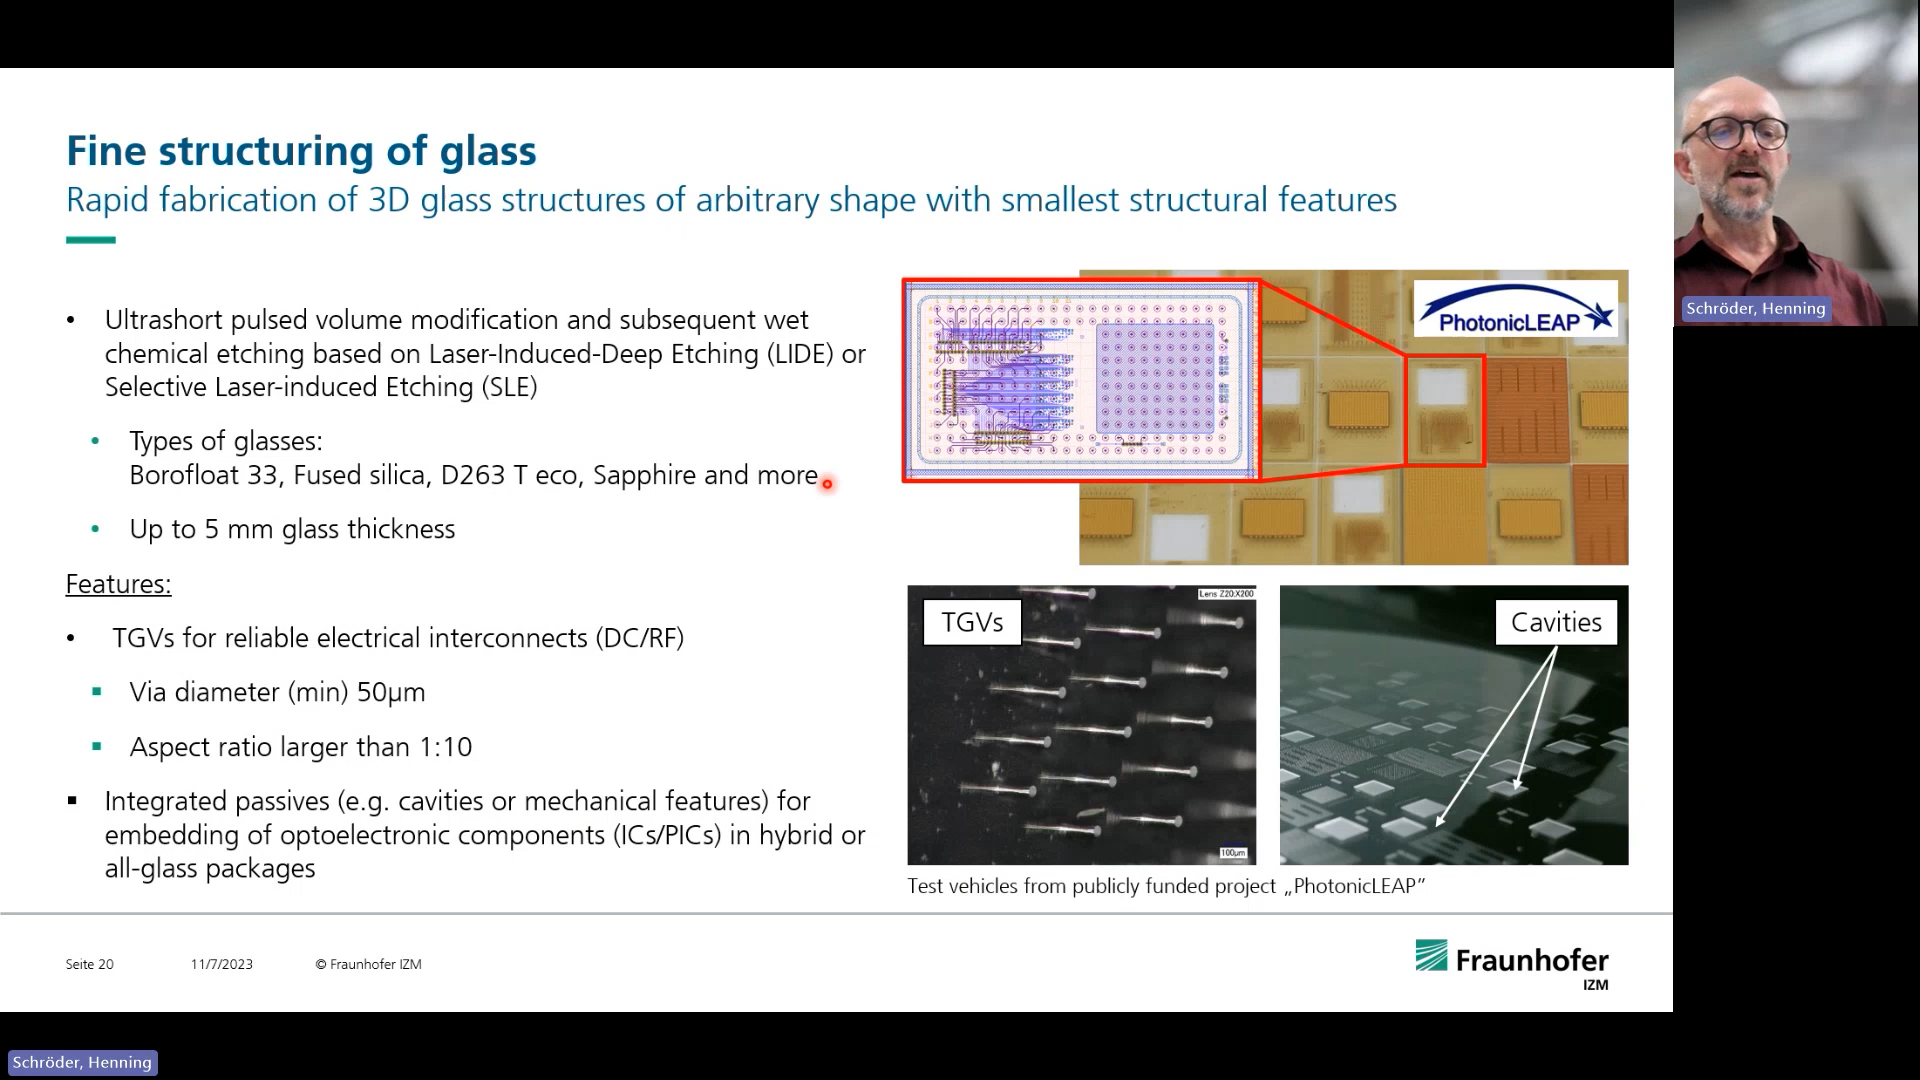 Fine structuring of glass
Rapid fabrication of 3D glass structures of arbitrary shape with smallest structural features
• Ultrashort pulsed volume modification and subsequent wet
chemical etching based on Laser-Induced-Deep Etching (LIDE) or
Selective Laser-induced Etching (SLE)
• Types of glasses:
Borofloat 33, Fused silica, D263 T eco, Sapphire and more
• Up to 5 mm glass thickness
Features:
• TGVs for reliable electrical interconnects (DC/RF)
▪ Via diameter (min) 50µm
▪ Aspect ratio larger than 1:10
▪ Integrated passives (e.g. cavities or mechanical features) for
embedding of optoelectronic components (ICs/PICs) in hybrid or
all-glass packages
PhotonicLEAP
TGVs
Lens Z20:X200
100µm
Cavities
Test vehicles from publicly funded project „PhotonicLEAP”
Seite 20
11/7/2023
© Fraunhofer IZM
Fraunhofer
IZM
Schröder, Henning
Schröder, Henning